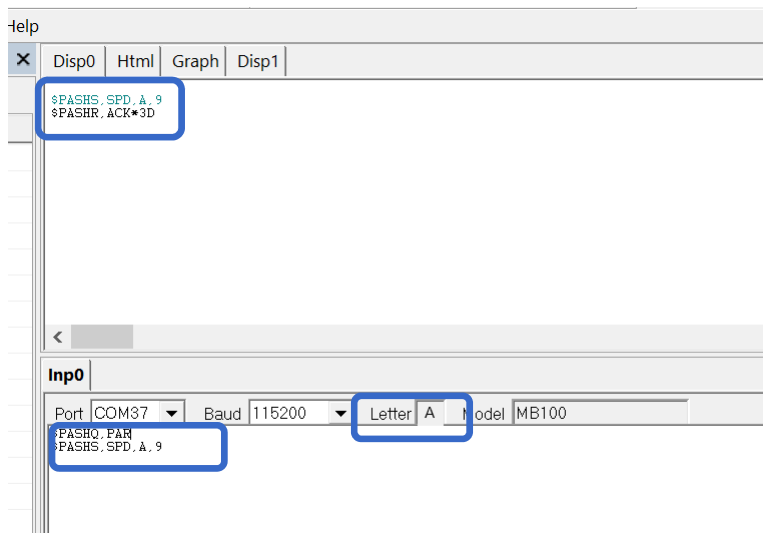 Help
Disp0 Html Graph Disp1
$PASHS,SPD,A,9
$PASHR,ACK*3D
Inp0
Port COM37 Baud 115200 Letter A Model MB100
$PASHQ,PAR
$PASHS,SPD,A,9